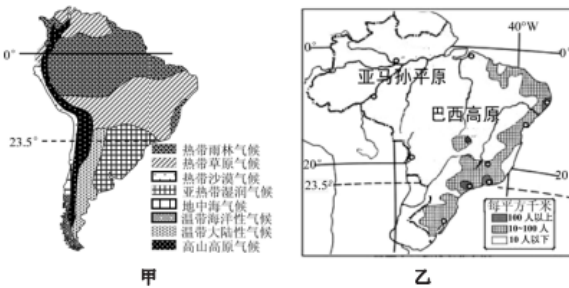 0°
23.5°
热带雨林气候
热带草原气候
热带沙漠气候
亚热带湿润气候
地中海气候
温带海洋性气候
温带大陆性气候
高山高原气候
甲
40°W
0°
0°
亚马孙平原
巴西高原
20°
23.5°
20°
每平方千米
100 人以上
10~100 人
10 人以下
乙